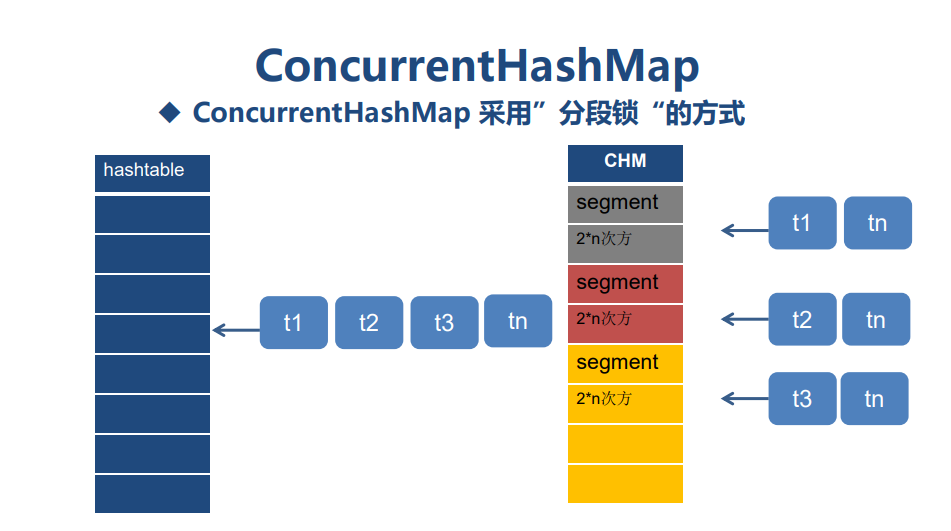 ConcurrentHashMap
◆ ConcurrentHashMap 采用”分段锁“的方式
hashtable
t1
t2
t3
tn
CHM
segment
2*n次方
segment
2*n次方
segment
2*n次方
t1
tn
t2
tn
t3
tn